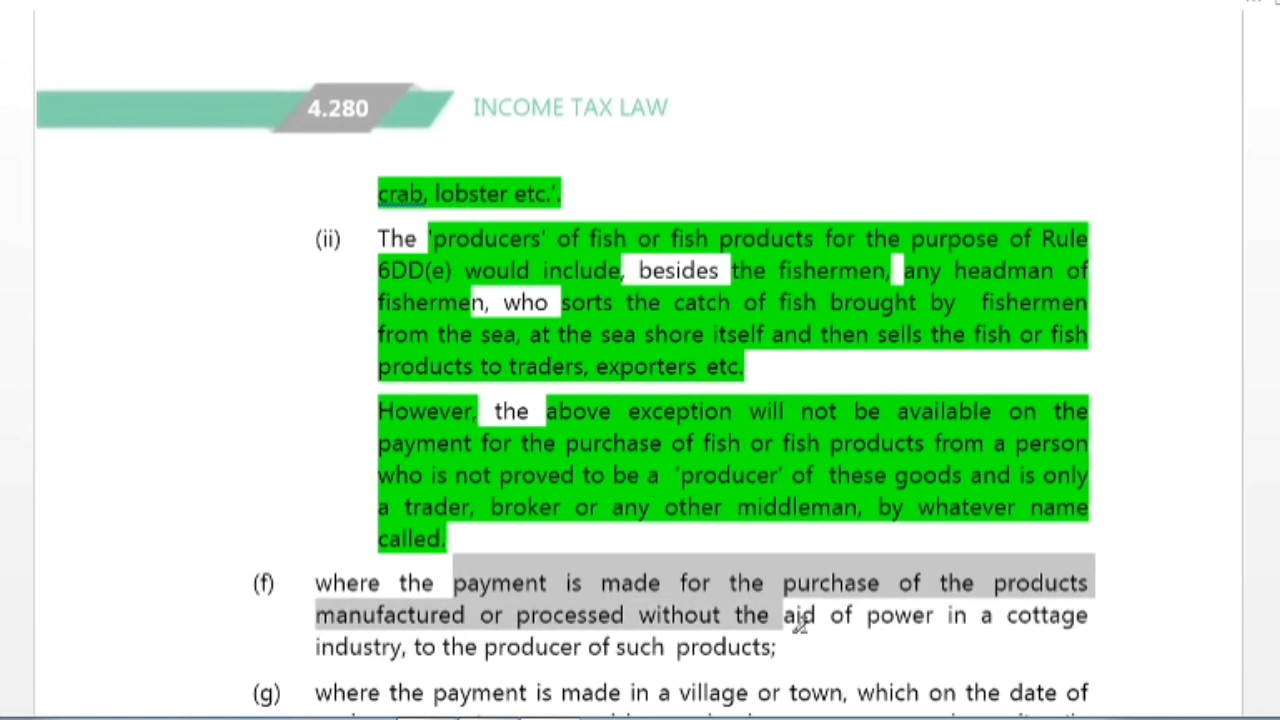 4.280 INCOME TAX LAW
crab, lobster etc.'.
(ii) The 'producers' of fish or fish products for the purpose of Rule
6DD(e) would include, besides the fishermen, any headman of
fishermen, who sorts the catch of fish brought by fishermen
from the sea, at the sea shore itself and then sells the fish or fish
products to traders, exporters etc.
However, the above exception will not be available on the
payment for the purchase of fish or fish products from a person
who is not proved to be a 'producer' of these goods and is only
a trader, broker or any other middleman, by whatever name
called.
(f) where the payment is made for the purchase of the products
manufactured or processed without the aid of power in a cottage
industry, to the producer of such products;
(g) where the payment is made in a village or town, which on the date of